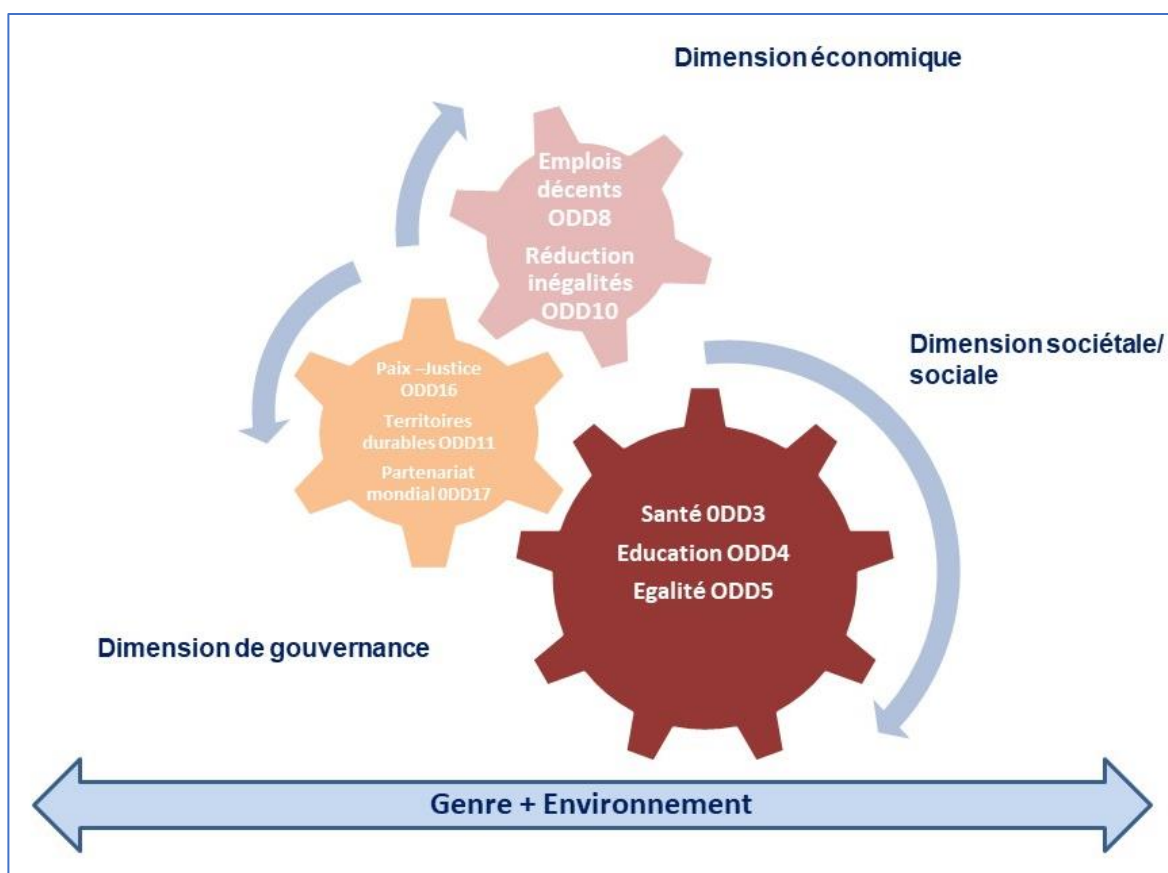 Dimension économique
Emplois
décents
ODD8
Réduction
inégalités
ODD10
Dimension sociétale/
sociale
Paix –Justice
ODD16
Territoires
durables ODD11
Partenariat
mondial 0DD17
Santé 0DD3
Education ODD4
Egalité ODD5
Dimension de gouvernance
Genre + Environnement